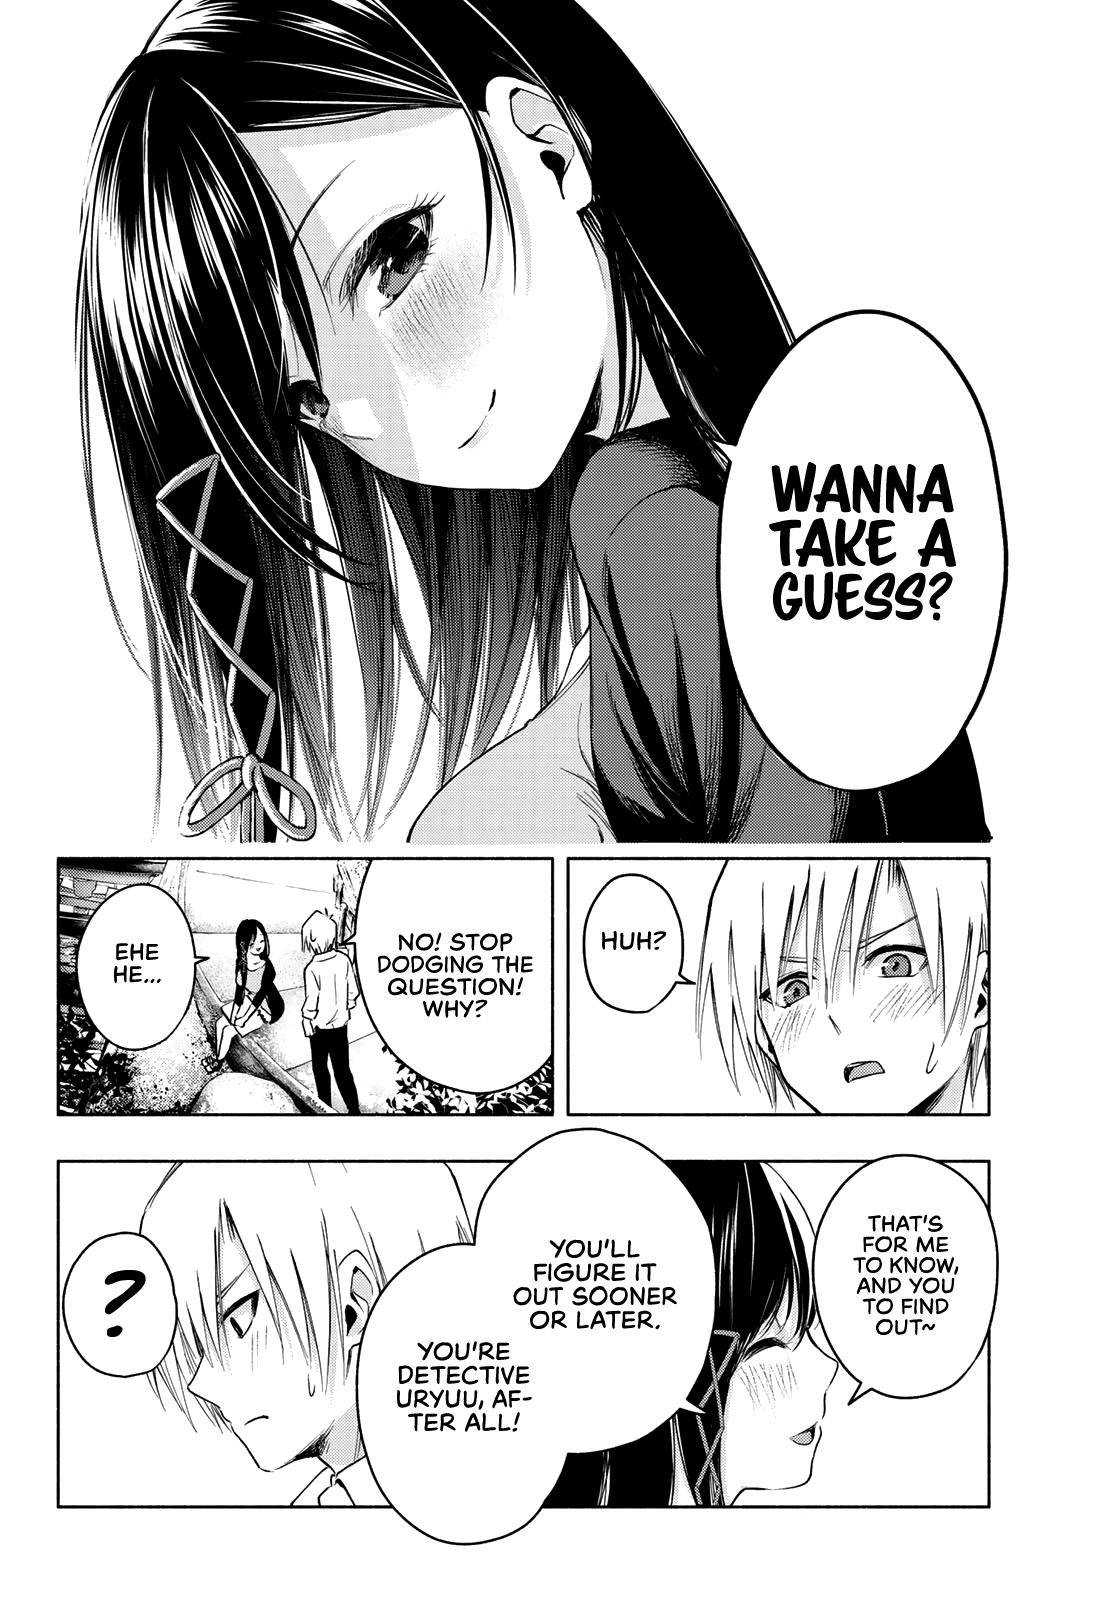 WANNA
TAKE A
GUESS?
HUH?
NO! STOP
DODGING THE
QUESTION!
WHY?
EHE
HE...
THAT'S
FOR ME
TO KNOW,
AND YOU
TO FIND
OUT~
YOU'LL
FIGURE IT
OUT SOONER
OR LATER.
YOU'RE
DETECTIVE
URYUU, AF-
TER ALL!
?